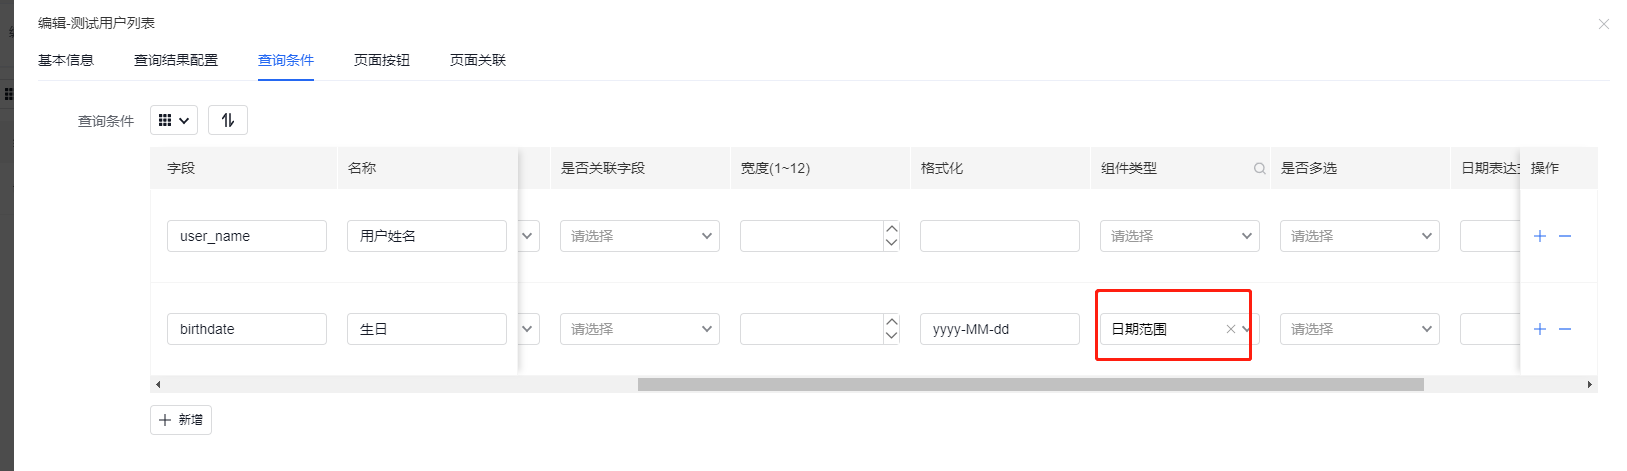 编辑-测试用户列表
基本信息 查询结果配置 查询条件 页面按钮 页面关联
查询条件
字段 名称 是否关联字段 宽度(1~12) 格式化 组件类型 是否多选 日期表达 操作
user_name 用户姓名 请选择 请选择 请选择
birthdate 生日 请选择 yyyy-MM-dd 日期范围 请选择
新增